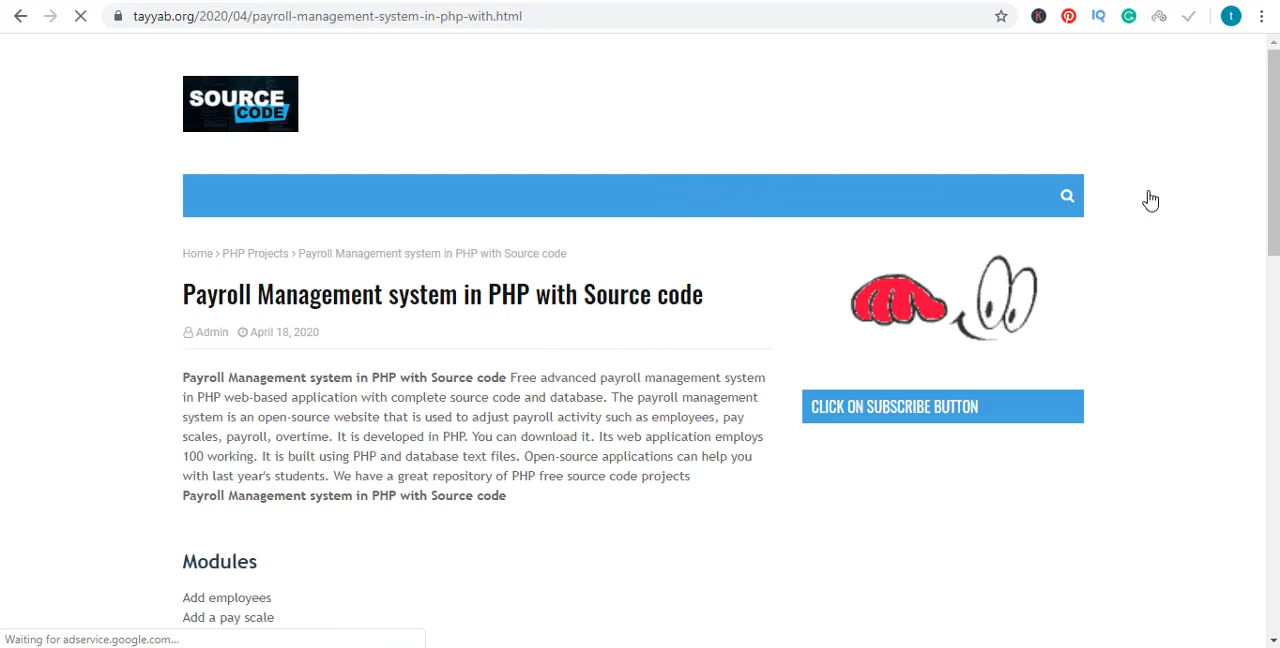 tayyab.org/2020/04/payroll-management-system-in-php-with.html
K
IQ
G
t
SOURCE
CODE
Home › PHP Projects › Payroll Management system in PHP with Source code
Payroll Management system in PHP with Source code
Admin April 18, 2020
Payroll Management system in PHP with Source code Free advanced payroll management system
in PHP web-based application with complete source code and database. The payroll management
system is an open-source website that is used to adjust payroll activity such as employees, pay
scales, payroll, overtime. It is developed in PHP. You can download it. Its web application employs
100 working. It is built using PHP and database text files. Open-source applications can help you
with last year's students. We have a great repository of PHP free source code projects
Payroll Management system in PHP with Source code
CLICK ON SUBSCRIBE BUTTON
Modules
Add employees
Add a pay scale
Waiting for adservice.google.com...